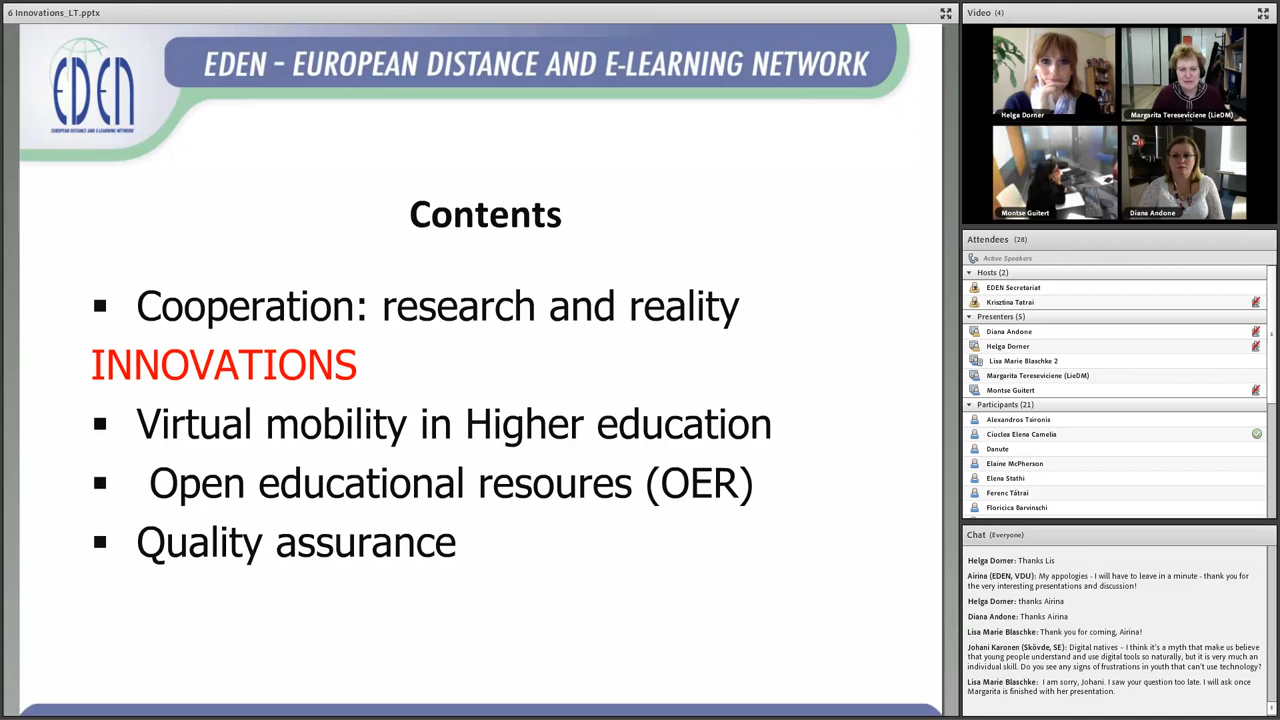 6 Innovations_LT.pptx
EDEN
EUROPEAN DISTANCE AND E-LEARNING NETWORK
EDEN - EUROPEAN DISTANCE AND E-LEARNING NETWORK
Contents
▪ Cooperation: research and reality
INNOVATIONS
▪ Virtual mobility in Higher education
▪ Open educational resoures (OER)
▪ Quality assurance
Video (4)
Helga Dorner
Margarita Tereseviciene (LieDM)
Montse Guitert
Diana Andone
Attendees (28)
Active Speakers
Hosts (2)
EDEN Secretariat
Krisztina Tatrai
Presenters (5)
Diana Andone
Helga Dorner
Lisa Marie Blaschke 2
Margarita Tereseviciene (LieDM)
Montse Guitert
Participants (21)
Alexandros Tsironis
Ciuclea Elena Camelia
Danute
Elaine McPherson
Elena Stathi
Ferenc Tátrai
Floricica Barvinschi
Chat (Everyone)
Helga Dorner: Thanks Lis
Airina (EDEN, VDU): My appologies - I will have to leave in a minute - thank you for
the very interesting presentations and discussion!
Helga Dorner: thanks Airina
Diana Andone: Thanks Airina
Lisa Marie Blaschke: Thank you for coming, Airina!
Johani Karonen (Skövde, SE): Digital natives – I think it's a myth that make us believe
that young people understand and use digital tools so naturally, but it is very much an
individual skill. Do you see any signs of frustrations in youth that can't use technology?
Lisa Marie Blaschke: I am sorry, Johani. I saw your question too late. I will ask once
Margarita is finished with her presentation.